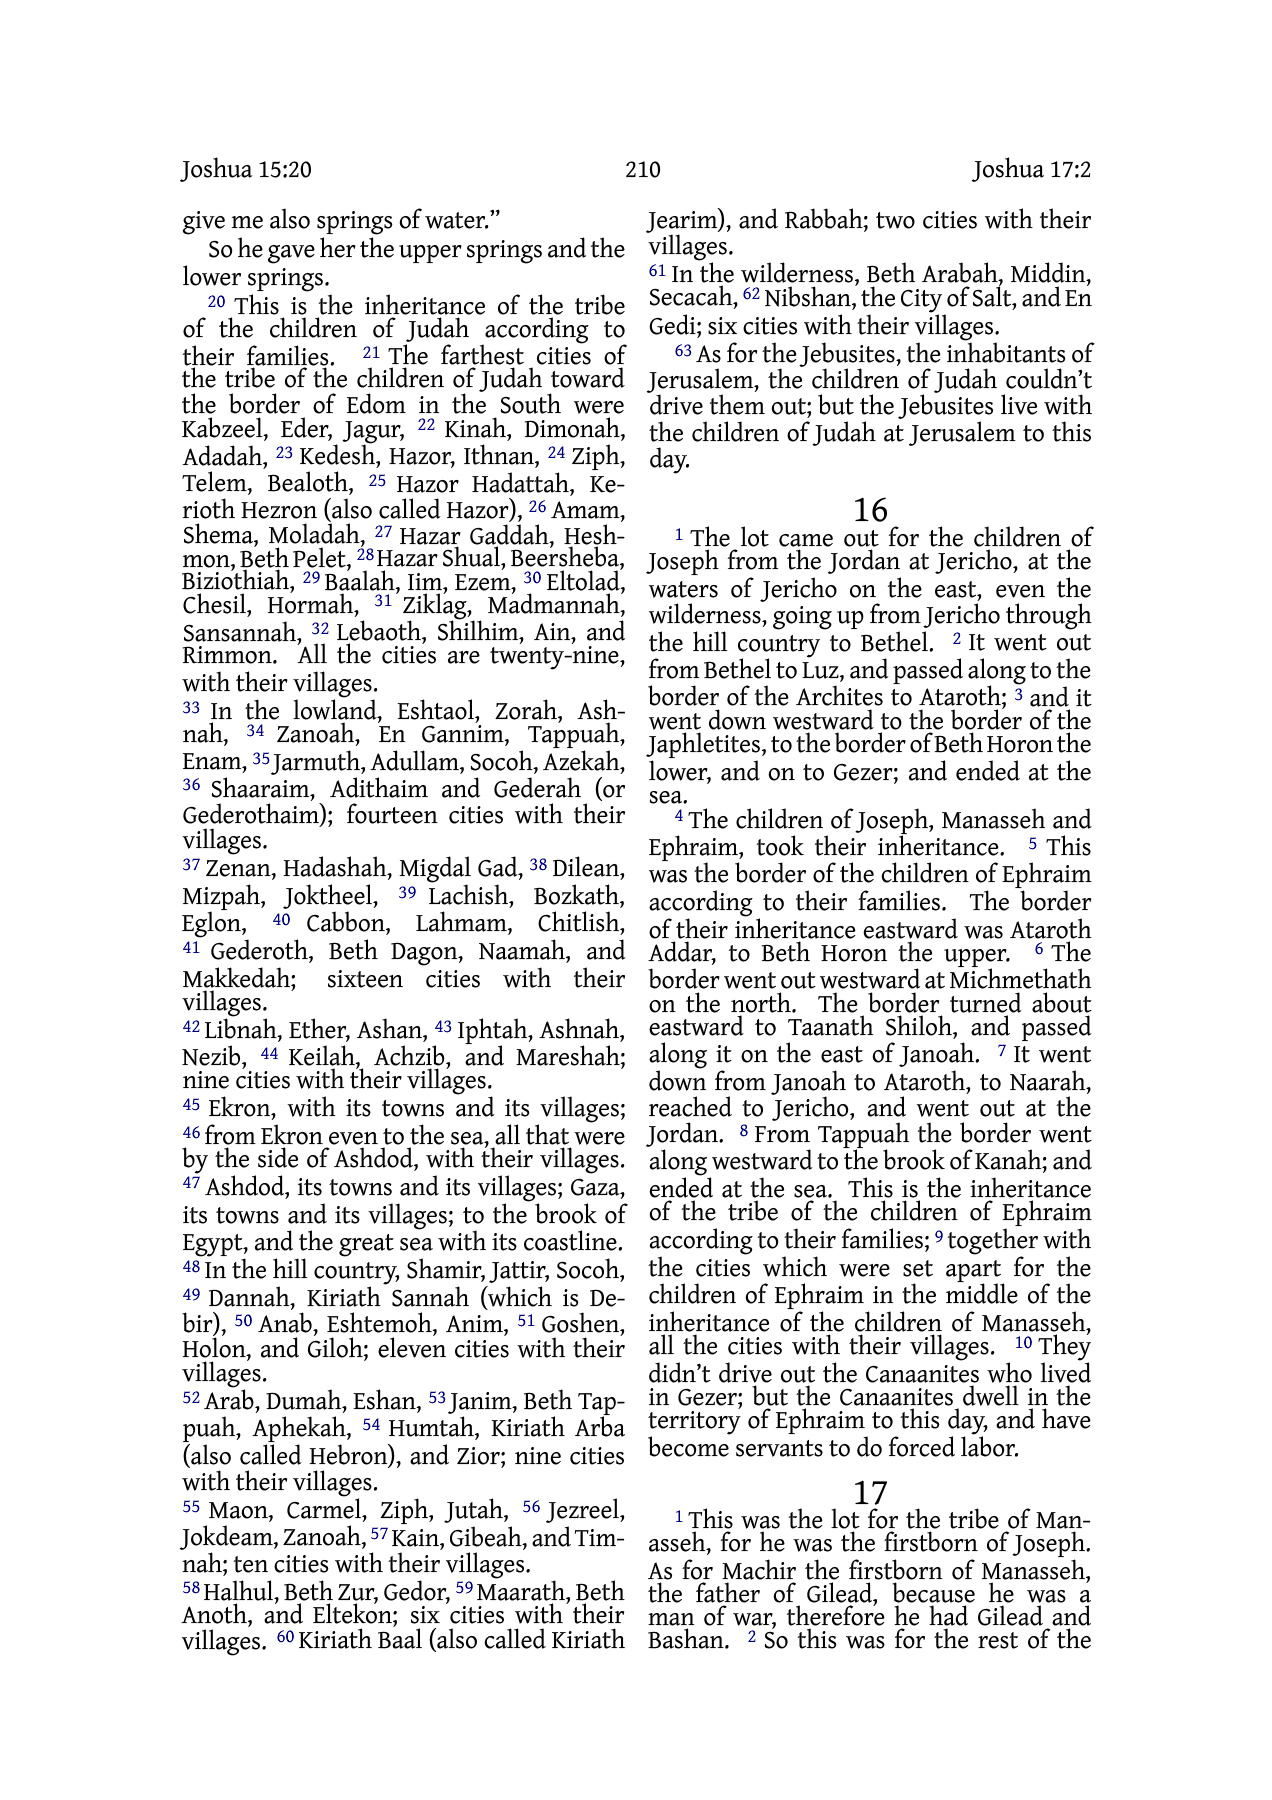 Joshua 15:20 210 Joshua 17:2
give me also springs of water.”
So he gave her the upper springs and the
lower springs.
20 This is the inheritance of the tribe
of the children of Judah according to
their families. 21 The farthest cities of
the tribe of the children of Judah toward
the border of Edom in the South were
Kabzeel, Eder, Jagur, 22 Kinah, Dimonah,
Adadah, 23 Kedesh, Hazor, Ithnan, 24 Ziph,
Telem, Bealoth, 25 Hazor Hadattah, Ke-
rioth Hezron (also called Hazor), 26 Amam,
Shema, Moladah, 27 Hazar Gaddah, Hesh-
mon, Beth Pelet, 28 Hazar Shual, Beersheba,
Biziothiah, 29 Baalah, Iim, Ezem, 30 Eltolad,
Chesil, Hormah, 31 Ziklag, Madmannah,
Sansannah, 32 Lebaoth, Shilhim, Ain, and
Rimmon. All the cities are twenty-nine,
with their villages.
33 In the lowland, Eshtaol, Zorah, Ash-
nah, 34 Zanoah, En Gannim, Tappuah,
Enam, 35 Jarmuth, Adullam, Socoh, Azekah,
36 Shaaraim, Adithaim and Gederah (or
Gederothaim); fourteen cities with their
villages.
37 Zenan, Hadashah, Migdal Gad, 38 Dilean,
Mizpah, Joktheel, 39 Lachish, Bozkath,
Eglon, 40 Cabbon, Lahmam, Chitlish,
41 Gederoth, Beth Dagon, Naamah, and
Makkedah; sixteen cities with their
villages.
42 Libnah, Ether, Ashan, 43 Iphtah, Ashnah,
Nezib, 44 Keilah, Achzib, and Mareshah;
nine cities with their villages.
45 Ekron, with its towns and its villages;
46 from Ekron even to the sea, all that were
by the side of Ashdod, with their villages.
47 Ashdod, its towns and its villages; Gaza,
its towns and its villages; to the brook of
Egypt, and the great sea with its coastline.
48 In the hill country, Shamir, Jattir, Socoh,
49 Dannah, Kiriath Sannah (which is De-
bir), 50 Anab, Eshtemoh, Anim, 51 Goshen,
Holon, and Giloh; eleven cities with their
villages.
52 Arab, Dumah, Eshan, 53 Janim, Beth Tap-
puah, Aphekah, 54 Humtah, Kiriath Arba
(also called Hebron), and Zior; nine cities
with their villages.
55 Maon, Carmel, Ziph, Jutah, 56 Jezreel,
Jokdeam, Zanoah, 57 Kain, Gibeah, and Tim-
nah; ten cities with their villages.
58 Halhul, Beth Zur, Gedor, 59 Maarath, Beth
Anoth, and Eltekon; six cities with their
villages. 60 Kiriath Baal (also called Kiriath
Jearim), and Rabbah; two cities with their
villages.
61 In the wilderness, Beth Arabah, Middin,
Secacah, 62 Nibshan, the City of Salt, and En
Gedi; six cities with their villages.
63 As for the Jebusites, the inhabitants of
Jerusalem, the children of Judah couldn’t
drive them out; but the Jebusites live with
the children of Judah at Jerusalem to this
day.
16
1 The lot came out for the children of
Joseph from the Jordan at Jericho, at the
waters of Jericho on the east, even the
wilderness, going up from Jericho through
the hill country to Bethel. 2 It went out
from Bethel to Luz, and passed along to the
border of the Archites to Ataroth; 3 and it
went down westward to the border of the
Japhletites, to the border of Beth Horon the
lower, and on to Gezer; and ended at the
sea.
4 The children of Joseph, Manasseh and
Ephraim, took their inheritance. 5 This
was the border of the children of Ephraim
according to their families. The border
of their inheritance eastward was Ataroth
Addar, to Beth Horon the upper. 6 The
border went out westward at Michmethath
on the north. The border turned about
eastward to Taanath Shiloh, and passed
along it on the east of Janoah. 7 It went
down from Janoah to Ataroth, to Naarah,
reached to Jericho, and went out at the
Jordan. 8 From Tappuah the border went
along westward to the brook of Kanah; and
ended at the sea. This is the inheritance
of the tribe of the children of Ephraim
according to their families; 9 together with
the cities which were set apart for the
children of Ephraim in the middle of the
inheritance of the children of Manasseh,
all the cities with their villages. 10 They
didn’t drive out the Canaanites who lived
in Gezer; but the Canaanites dwell in the
territory of Ephraim to this day, and have
become servants to do forced labor.
17
1 This was the lot for the tribe of Man-
asseh, for he was the firstborn of Joseph.
As for Machir the firstborn of Manasseh,
the father of Gilead, because he was a
man of war, therefore he had Gilead and
Bashan. 2 So this was for the rest of the